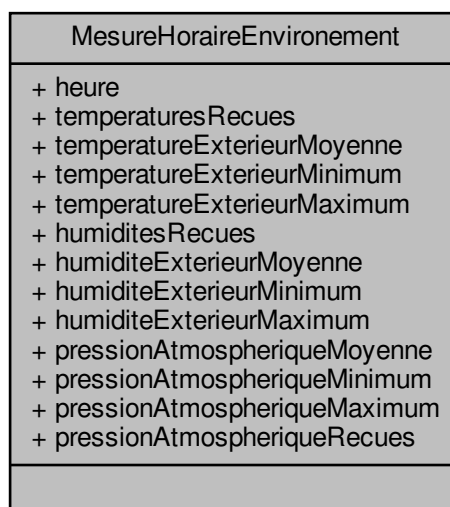 MesureHoraireEnvironement
+ heure
+ temperaturesRecues
+ temperatureExterieurMoyenne
+ temperatureExterieurMinimum
+ temperatureExterieurMaximum
+ humiditesRecues
+ humiditeExterieurMoyenne
+ humiditeExterieurMinimum
+ humiditeExterieurMaximum
+ pressionAtmospheriqueMoyenne
+ pressionAtmospheriqueMinimum
+ pressionAtmospheriqueMaximum
+ pressionAtmospheriqueRecues